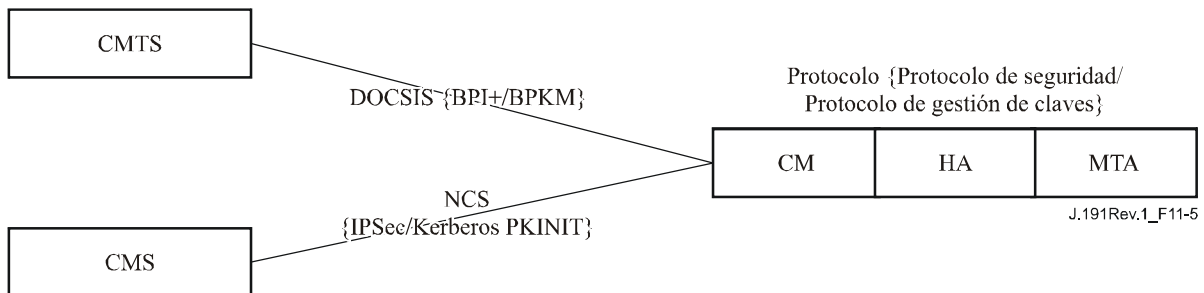 CMTS
DOCSIS {BPI+/BPKM}
Protocolo {Protocolo de seguridad/
Protocolo de gestión de claves}
CM HA MTA
J.191Rev.1_F11-5
NCS
{IPSec/Kerberos PKINIT}
CMS